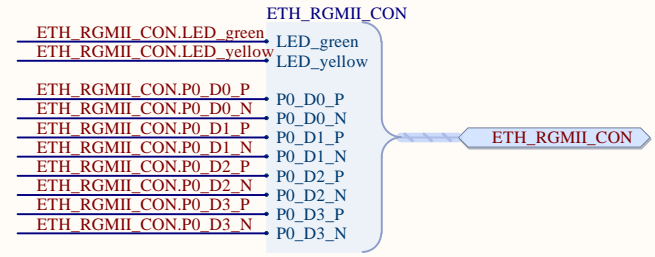 ETH_RGMII_CON
ETH_RGMII_CON.LED_green LED_green
ETH_RGMII_CON.LED_yellow LED_yellow
ETH_RGMII_CON.P0_D0_P P0_D0_P
ETH_RGMII_CON.P0_D0_N P0_D0_N
ETH_RGMII_CON.P0_D1_P P0_D1_P
ETH_RGMII_CON
ETH_RGMII_CON.P0_D1_N P0_D1_N
ETH_RGMII_CON.P0_D2_P P0_D2_P
ETH_RGMII_CON.P0_D2_N P0_D2_N
ETH_RGMII_CON.P0_D3_P P0_D3_P
ETH_RGMII_CON.P0_D3_N P0_D3_N